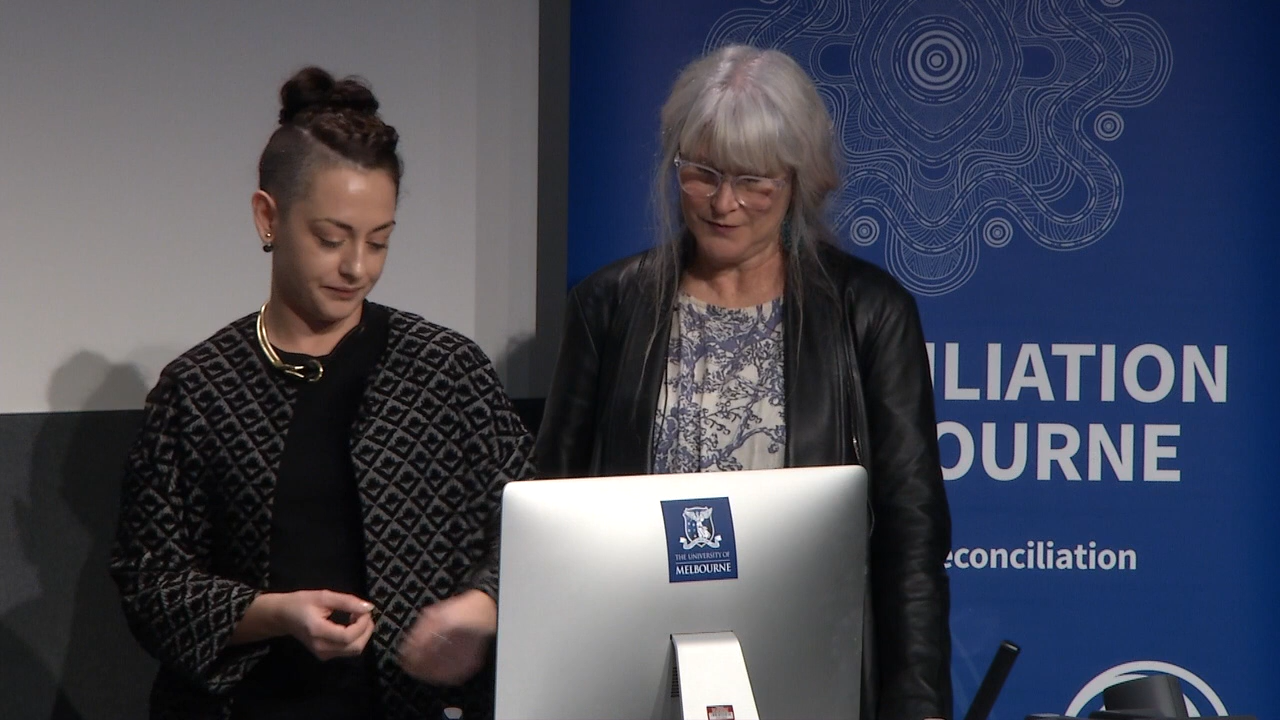 ILIATION
OURNE
econciliation
THE UNIVERSITY OF
MELBOURNE